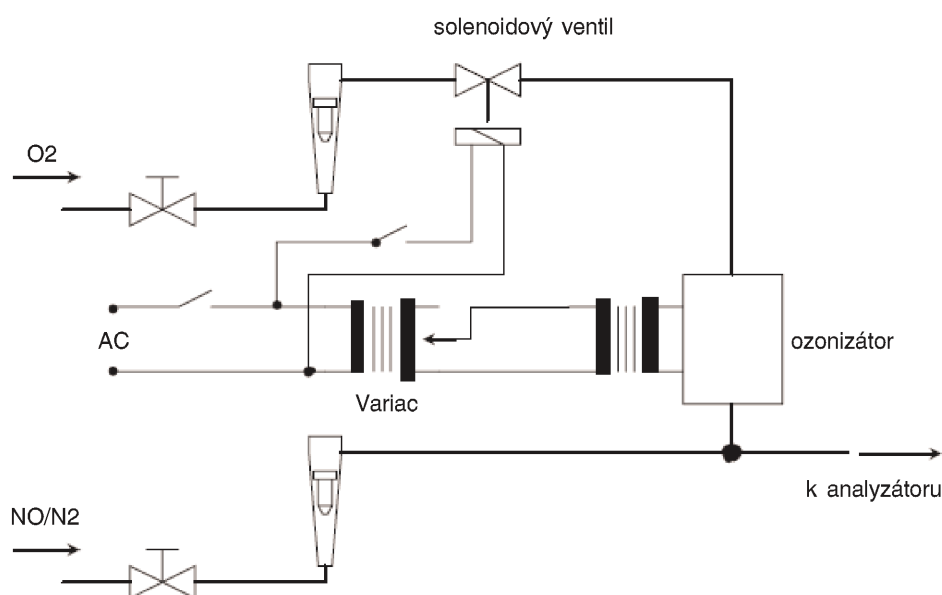 solenoidový ventil
O2
AC
ozonizátor
Variac
k analyzátoru
NO/N2